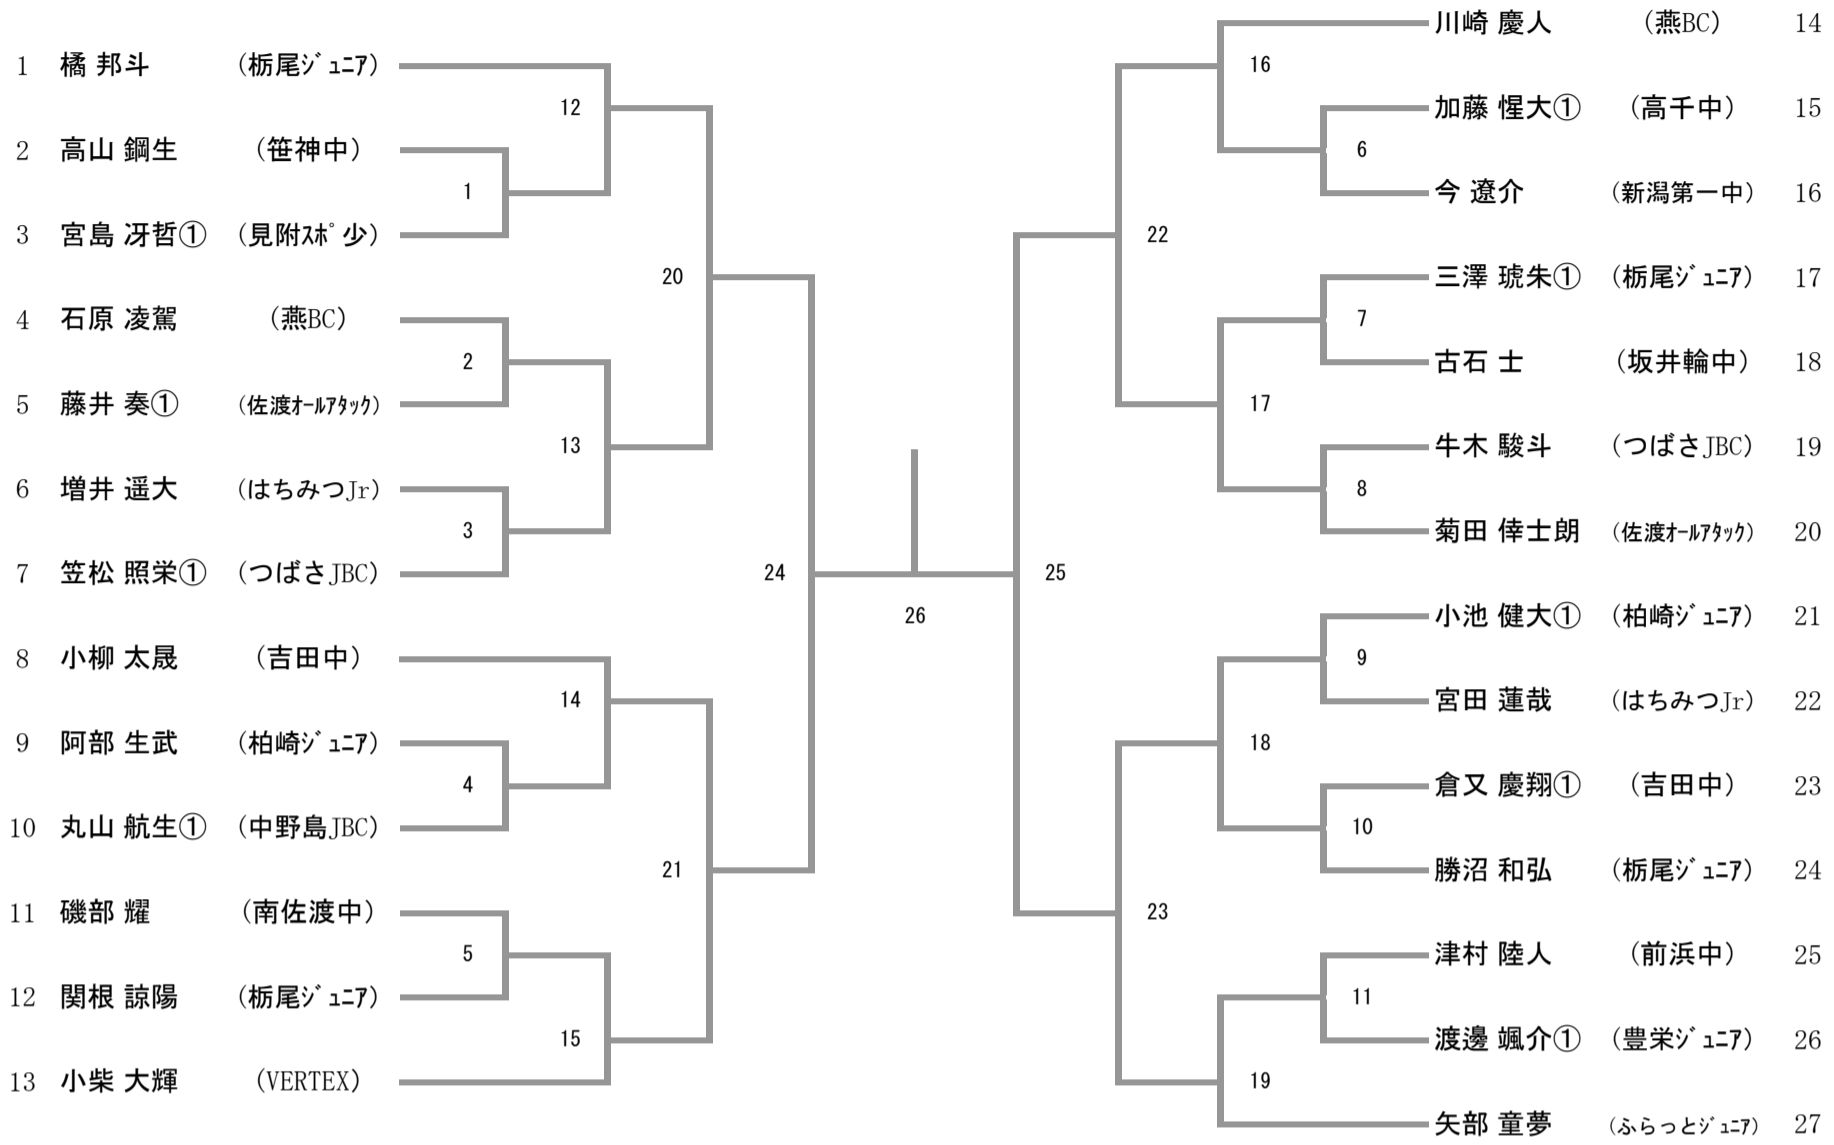 1 橘 邦斗 (栃尾ｼﾞｭﾆｱ)
2 高山 鋼生 (笹神中)
3 宮島 冴哲① (見附ｽﾎﾟ少)
4 石原 凌駕 (燕BC)
5 藤井 奏① (佐渡ｵｰﾙｱﾀｯｸ)
6 増井 遥大 (はちみつJr)
7 笠松 照栄① (つばさJBC)
8 小柳 太晟 (吉田中)
9 阿部 生武 (柏崎ｼﾞｭﾆｱ)
10 丸山 航生① (中野島JBC)
11 磯部 耀 (南佐渡中)
12 関根 諒陽 (栃尾ｼﾞｭﾆｱ)
13 小柴 大輝 (VERTEX)
12
1
20
2
13
3
24
14
4
21
5
15
26
25
16
6
22
7
17
8
9
18
10
23
11
19
川崎 慶人 (燕BC) 14
加藤 惺大① (高千中) 15
今 遼介 (新潟第一中) 16
三澤 琥朱① (栃尾ｼﾞｭﾆｱ) 17
古石 士 (坂井輪中) 18
牛木 駿斗 (つばさJBC) 19
菊田 倖士朗 (佐渡ｵｰﾙｱﾀｯｸ) 20
小池 健大① (柏崎ｼﾞｭﾆｱ) 21
宮田 蓮哉 (はちみつJr) 22
倉又 慶翔① (吉田中) 23
勝沼 和弘 (栃尾ｼﾞｭﾆｱ) 24
津村 陸人 (前浜中) 25
渡邊 颯介① (豊栄ｼﾞｭﾆｱ) 26
矢部 童夢 (ふらっとｼﾞｭﾆｱ) 27